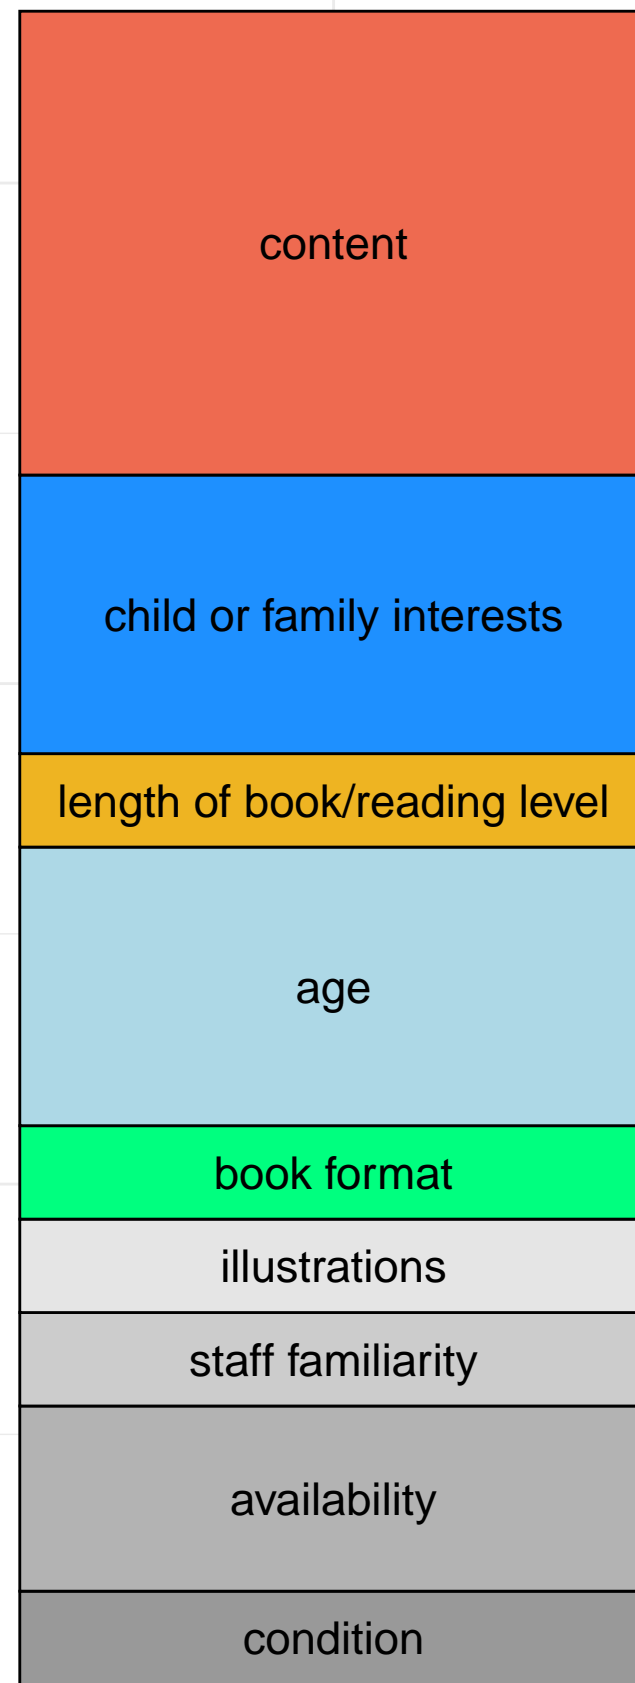 content
child or family interests
length of book/reading level
age
book format
illustrations
staff familiarity
availability
condition